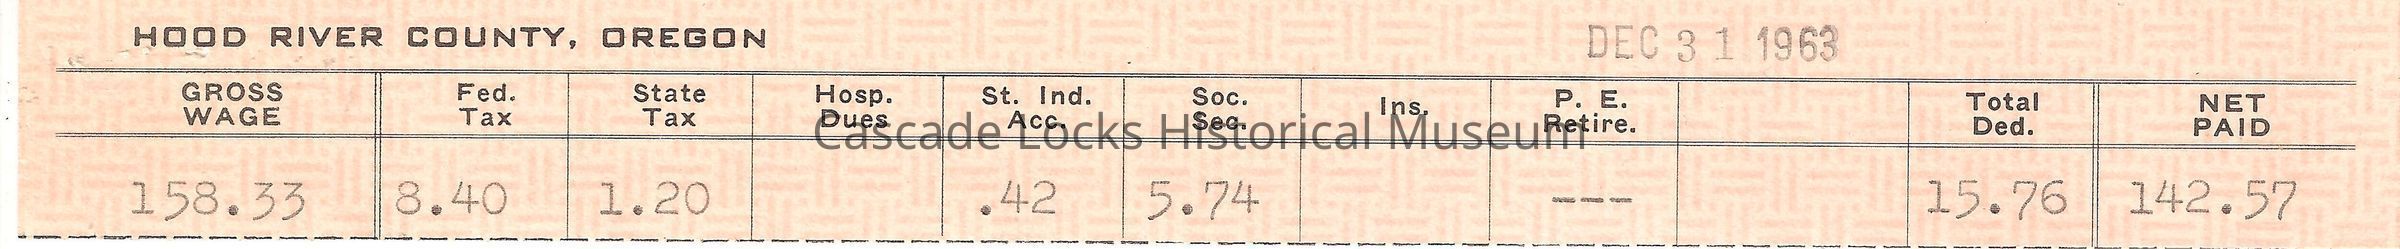 HOOD RIVER COUNTY, OREGON DEC 31 1963
GROSS WAGE Fed. Tax State Tax Hosp. Dues St. Ind. Acc. Soc. Sec. Ins. P. E. Retire. Total Ded. NET PAID
Cascade Locks Historical Museum
158.33 8.40 1.20 .42 5.74 --- 15.76 142.57